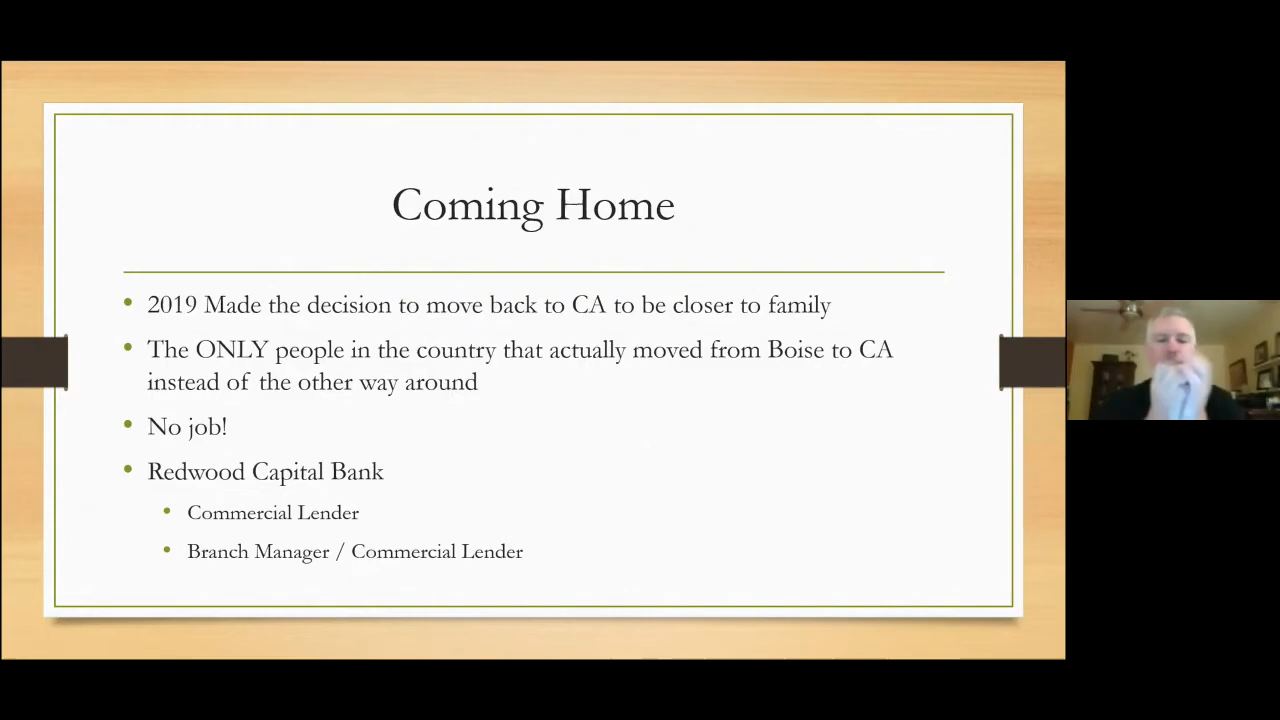 Coming Home
• 2019 Made the decision to move back to CA to be closer to family
• The ONLY people in the country that actually moved from Boise to CA
instead of the other way around
• No job!
• Redwood Capital Bank
• Commercial Lender
• Branch Manager / Commercial Lender